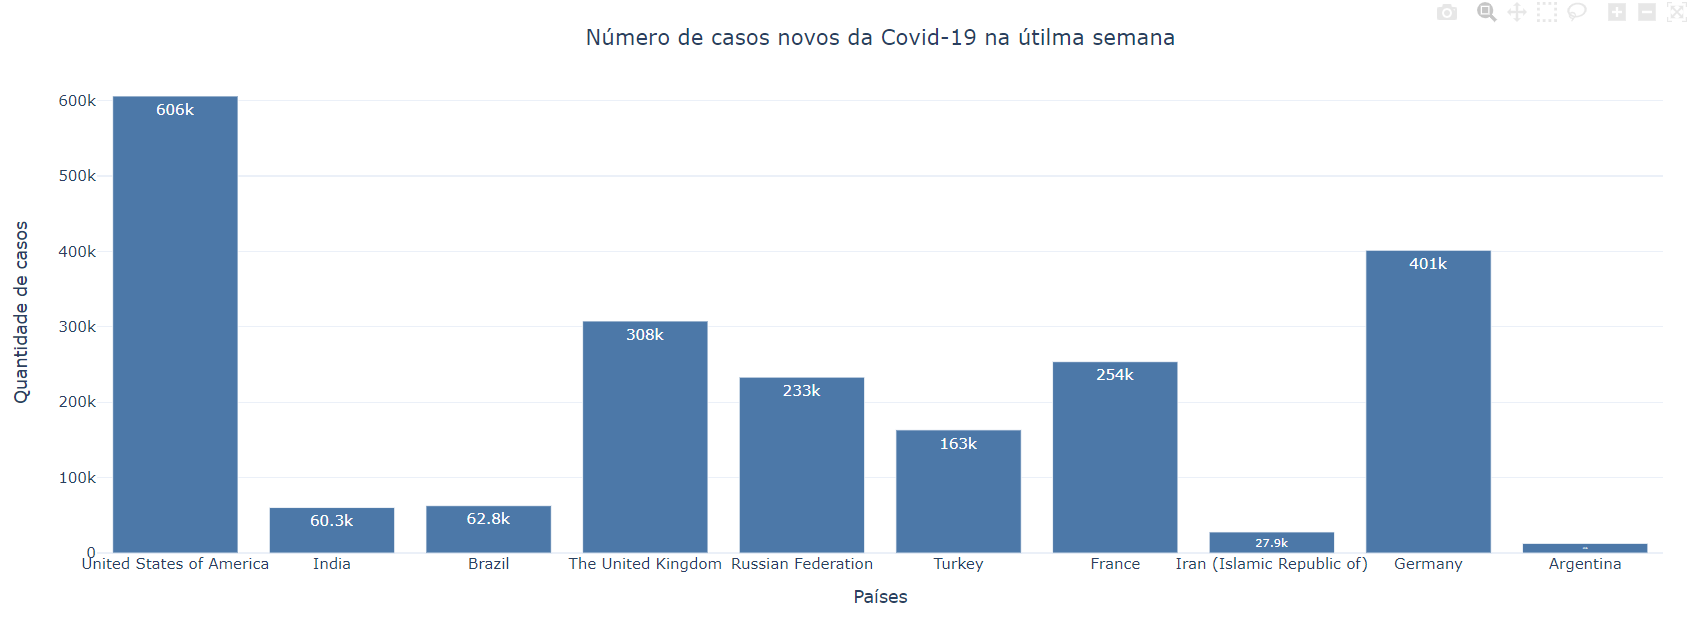 Número de casos novos da Covid-19 na útilma semana
600k
500k
400k
300k
200k
100k
0
Quantidade de casos
606k
60.3k
62.8k
308k
233k
163k
254k
27.9k
401k
United States of America
India
Brazil
The United Kingdom
Russian Federation
Turkey
France
Iran (Islamic Republic of)
Germany
Argentina
Países